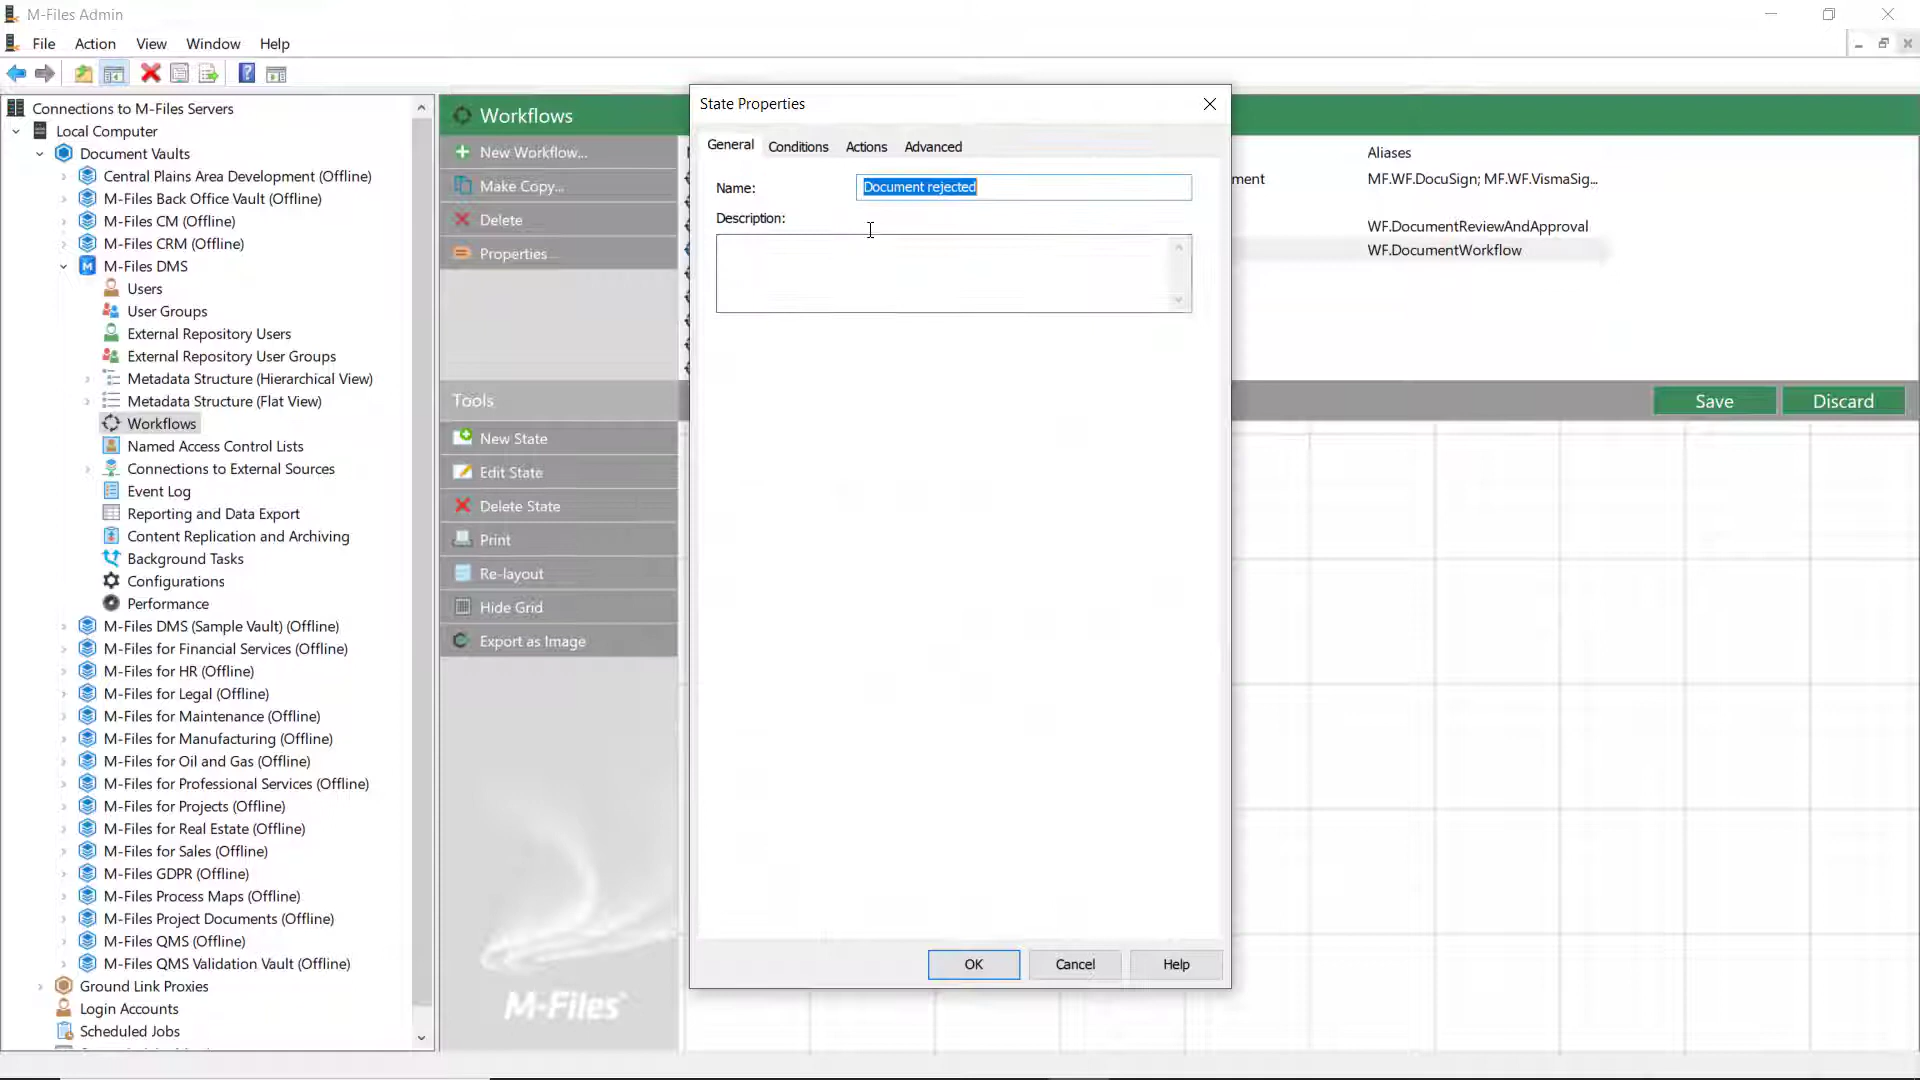 M-Files Admin
File Action View Window Help
Connections to M-Files Servers
Local Computer
Document Vaults
Central Plains Area Development (Offline)
M-Files Back Office Vault (Offline)
M-Files CM (Offline)
M-Files CRM (Offline)
M-Files DMS
Users
User Groups
External Repository Users
External Repository User Groups
Metadata Structure (Hierarchical View)
Metadata Structure (Flat View)
Workflows
Named Access Control Lists
Connections to External Sources
Event Log
Reporting and Data Export
Content Replication and Archiving
Background Tasks
Configurations
Performance
M-Files DMS (Sample Vault) (Offline)
M-Files for Financial Services (Offline)
M-Files for HR (Offline)
M-Files for Legal (Offline)
M-Files for Maintenance (Offline)
M-Files for Manufacturing (Offline)
M-Files for Oil and Gas (Offline)
M-Files for Professional Services (Offline)
M-Files for Projects (Offline)
M-Files for Real Estate (Offline)
M-Files for Sales (Offline)
M-Files GDPR (Offline)
M-Files Process Maps (Offline)
M-Files Project Documents (Offline)
M-Files QMS (Offline)
M-Files QMS Validation Vault (Offline)
Ground Link Proxies
Login Accounts
Scheduled Jobs
Workflows
New Workflow...
Make Copy...
Delete
Properties
Tools
New State
Edit State
Delete State
Print
Re-layout
Hide Grid
Export as Image
M-Files
State Properties
General Conditions Actions Advanced
Name: Document rejected
Description:
OK Cancel Help
Aliases
ment MF.WF.DocuSign; MF.WF.VismaSig...
WF.DocumentReviewAndApproval
WF.DocumentWorkflow
Save Discard